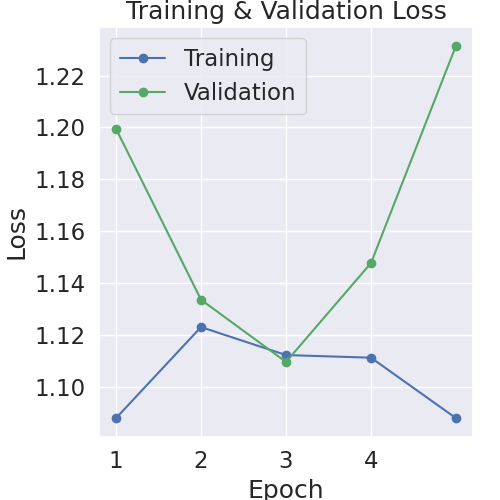 Training & Validation Loss
Training
Validation
1.22
1.20
1.18
1.16
1.14
1.12
1.10
Loss
1 2 3 4
Epoch